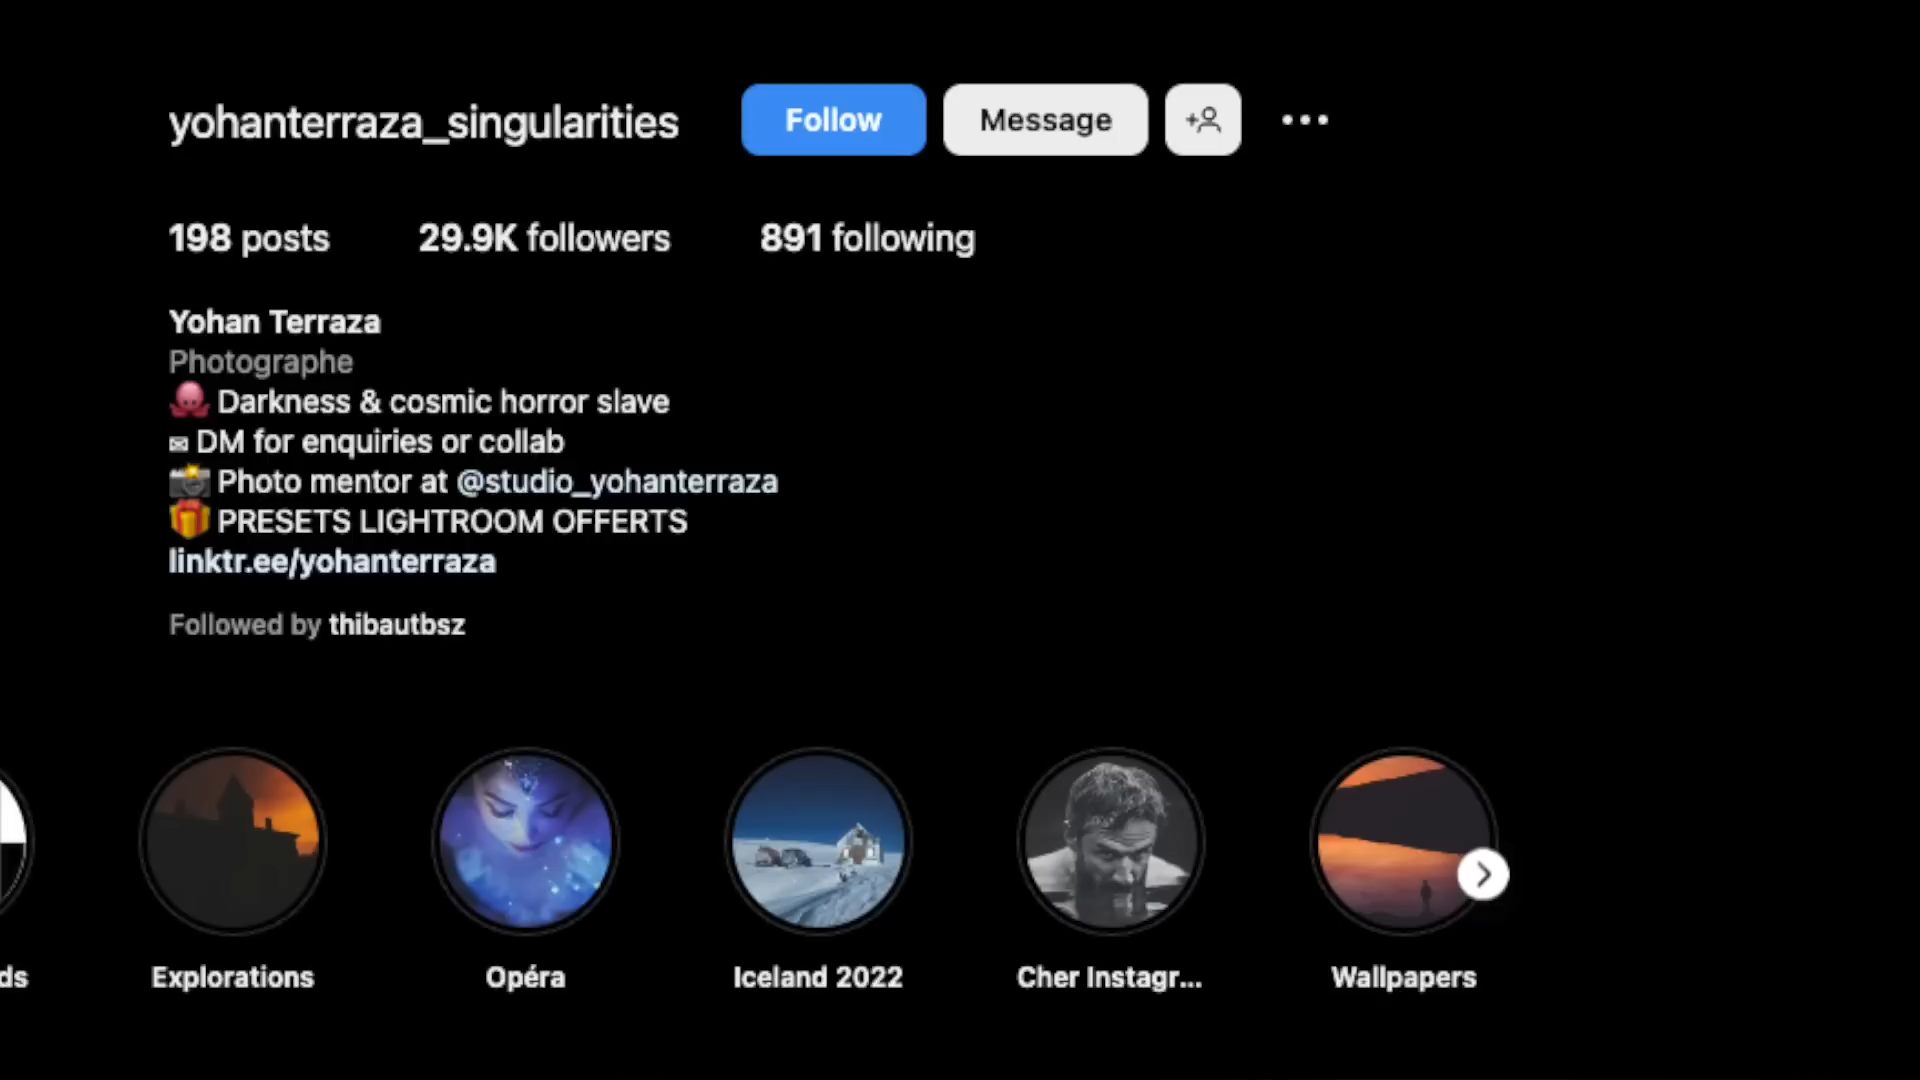 yohanterraza_singularities Follow Message
198 posts 29.9K followers 891 following
Yohan Terraza
Photographe
Darkness & cosmic horror slave
DM for enquiries or collab
Photo mentor at @studio_yohanterraza
PRESETS LIGHTROOM OFFERTS
linktr.ee/yohanterraza
Followed by thibautbsz
ds Explorations Opéra Iceland 2022 Cher Instagr... Wallpapers